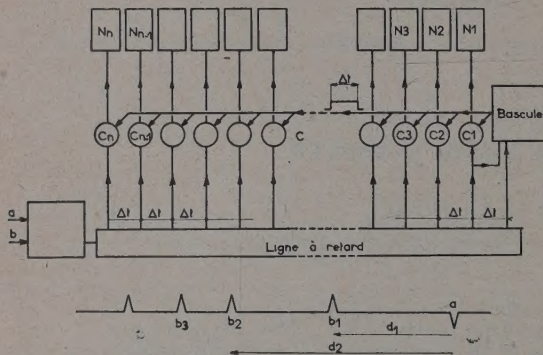 Nn Nn-1 N3 N2 N1
Δt
Bascule
Cn Cn-1 C C3 C2 C1
a
b
Δt Δt Δt Δt Δt
Ligne à retard
a
b3 b2 b1
d1
d2